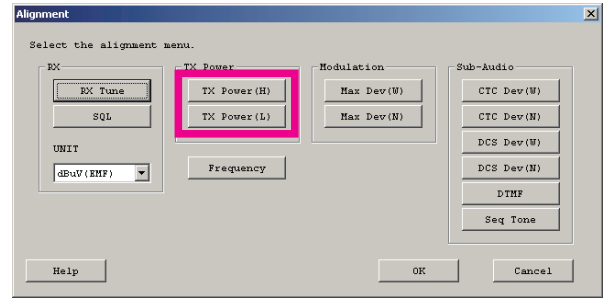 Alignment
Select the alignment menu.
RX
RX Tune
SQL
UNIT
dBuV(EMF)
TX Power
TX Power(H)
TX Power(L)
Frequency
Modulation
Max Dev(W)
Max Dev(N)
Sub-Audio
CTC Dev(W)
CTC Dev(N)
DCS Dev(W)
DCS Dev(N)
DTMF
Seq Tone
Help
OK
Cancel